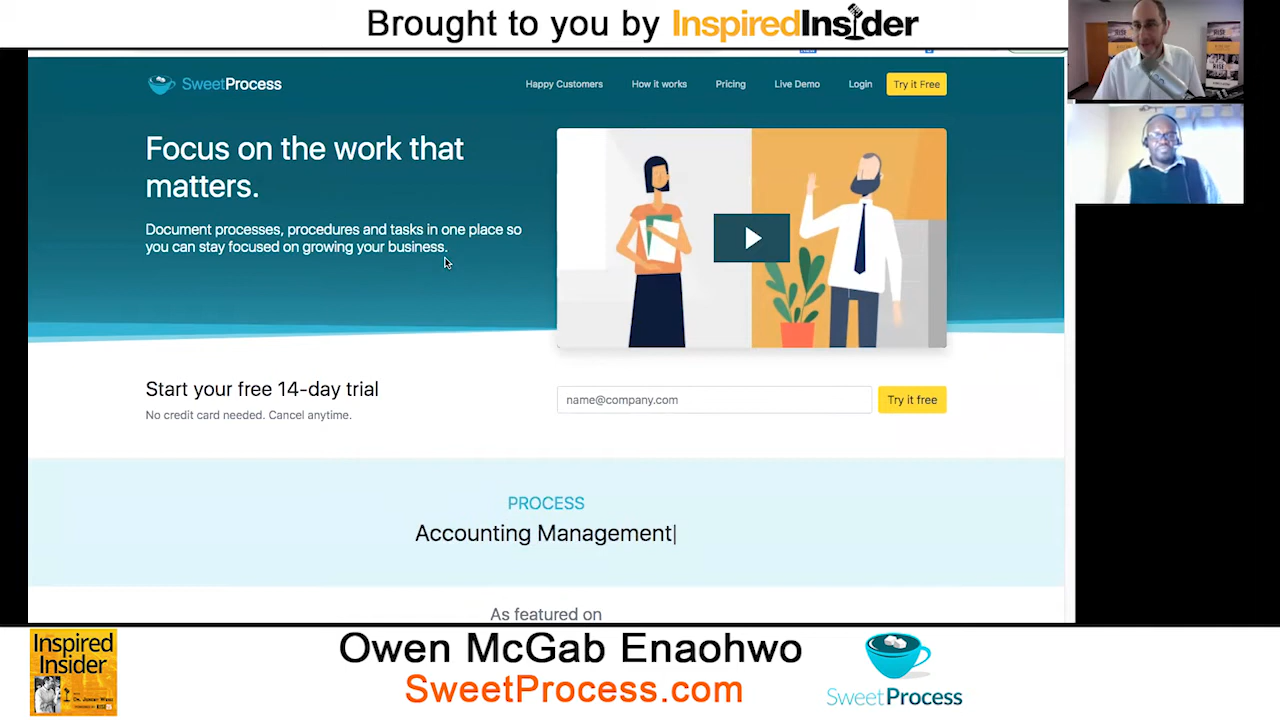 Brought to you by InspiredInsider
SweetProcess
Happy Customers
How it works
Pricing
Live Demo
Login
Try it Free
Focus on the work that
matters.
Document processes, procedures and tasks in one place so
you can stay focused on growing your business.
Start your free 14-day trial
No credit card needed. Cancel anytime.
name@company.com
Try it free
PROCESS
Accounting Management
As featured on
Inspired
Insider
Owen McGab Enaohwo
SweetProcess.com
SweetProcess